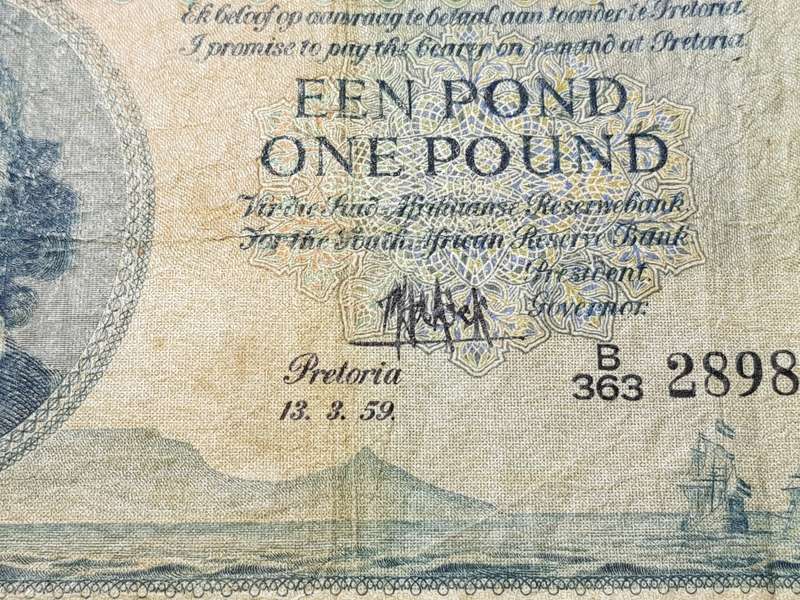 Ek beloof op aanvraag te betaal aan toonder te Pretoria.
I promise to pay the bearer on demand at Pretoria
EEN POND
ONE POUND
Vir die Suid-Afrikaanse Reserwebank
For the South African Reserve Bank
President
Governor.
Pretoria
13. 3. 59.
B
363 2898